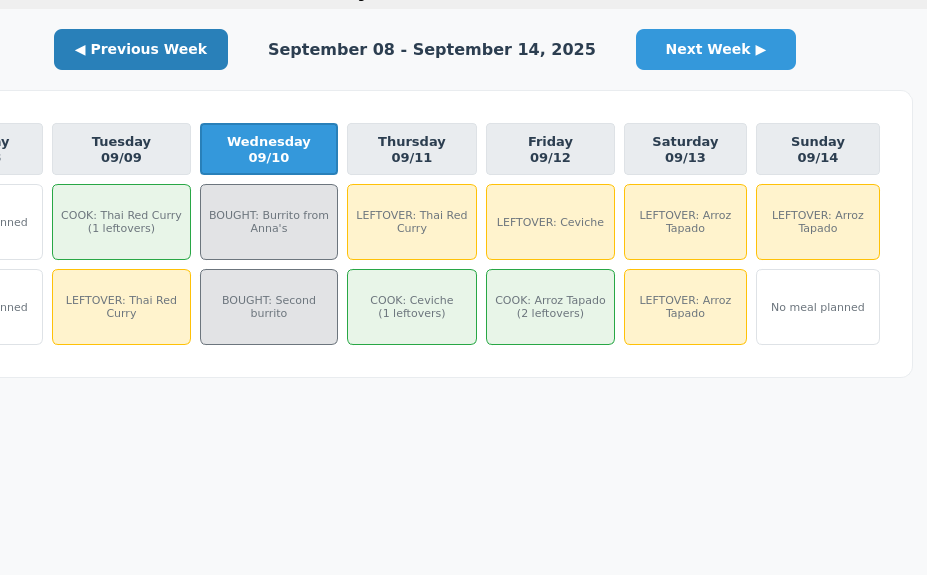 ◀ Previous Week
September 08 - September 14, 2025
Next Week ▶
Tuesday
09/09
Wednesday
09/10
Thursday
09/11
Friday
09/12
Saturday
09/13
Sunday
09/14
COOK: Thai Red Curry
(1 leftovers)
BOUGHT: Burrito from
Anna's
LEFTOVER: Thai Red
Curry
LEFTOVER: Ceviche
LEFTOVER: Arroz
Tapado
LEFTOVER: Arroz
Tapado
LEFTOVER: Thai Red
Curry
BOUGHT: Second
burrito
COOK: Ceviche
(1 leftovers)
COOK: Arroz Tapado
(2 leftovers)
LEFTOVER: Arroz
Tapado
No meal planned